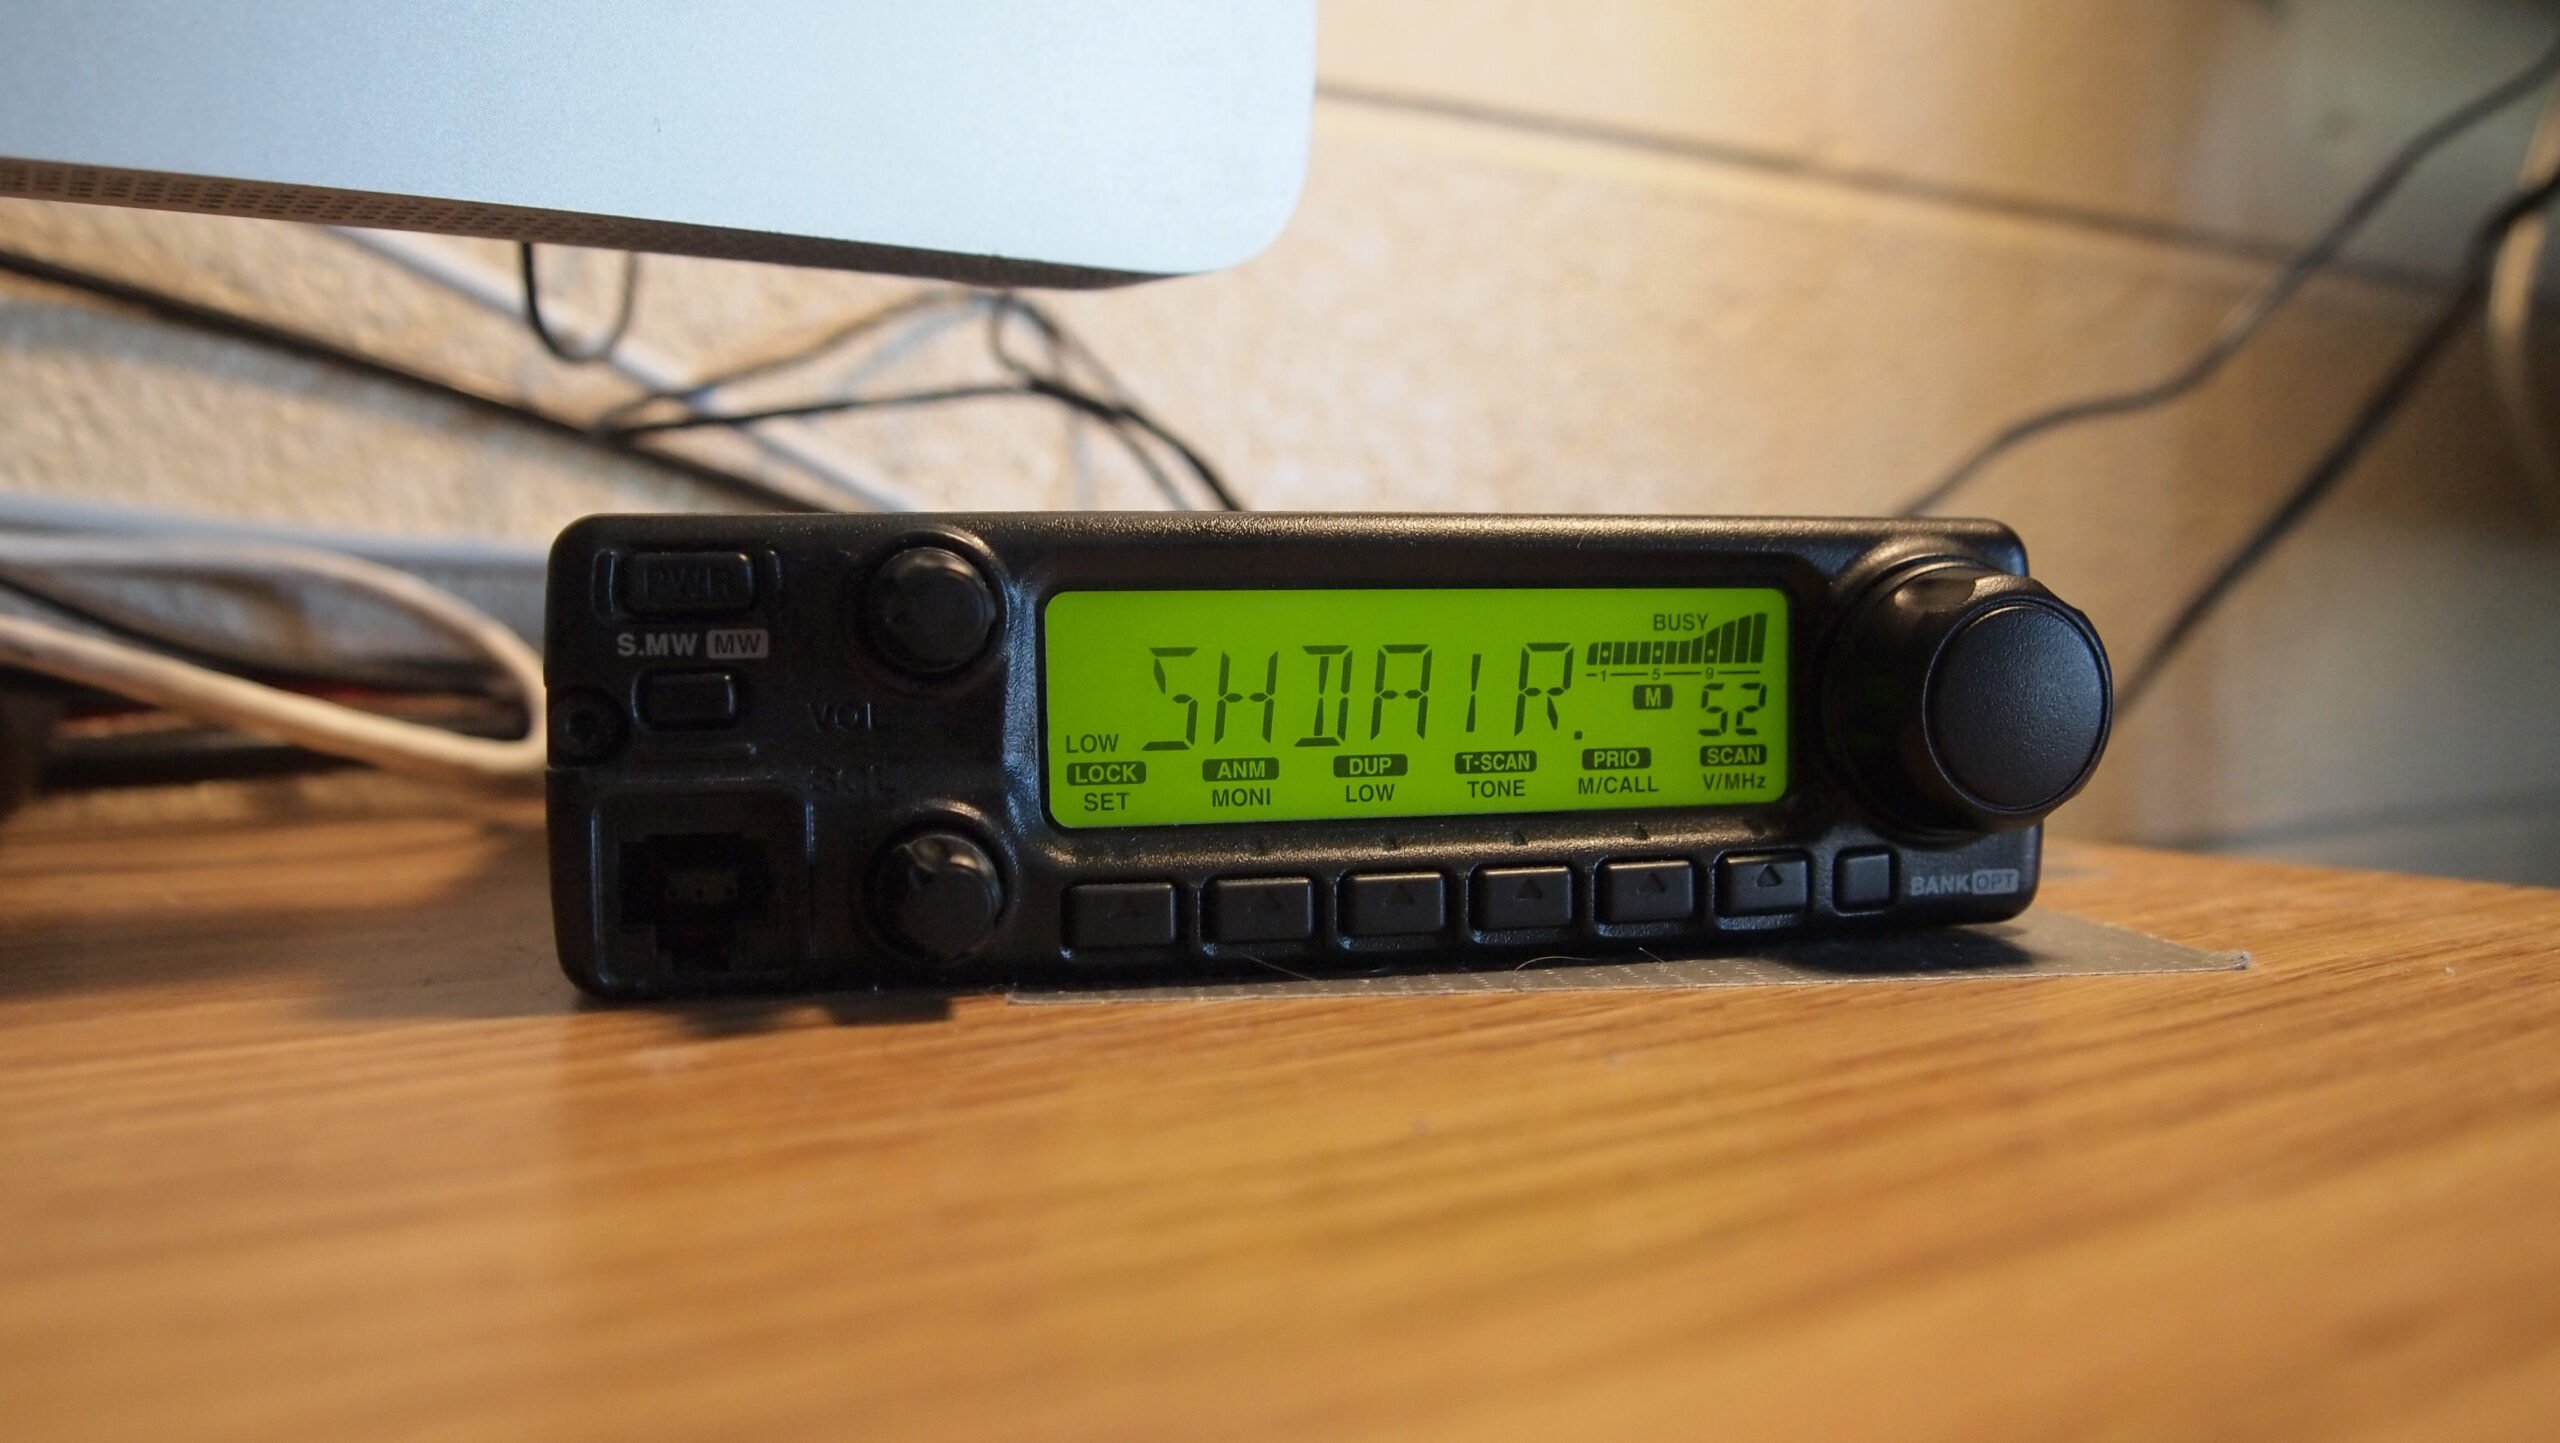 PWR
S.MW MW
VOL
SQL
BUSY
-1 5 9
SHDAIR.
M 52
LOW
LOCK ANM DUP T-SCAN PRIO SCAN
SET MONI LOW TONE M/CALL V/MHz
BANK OPT